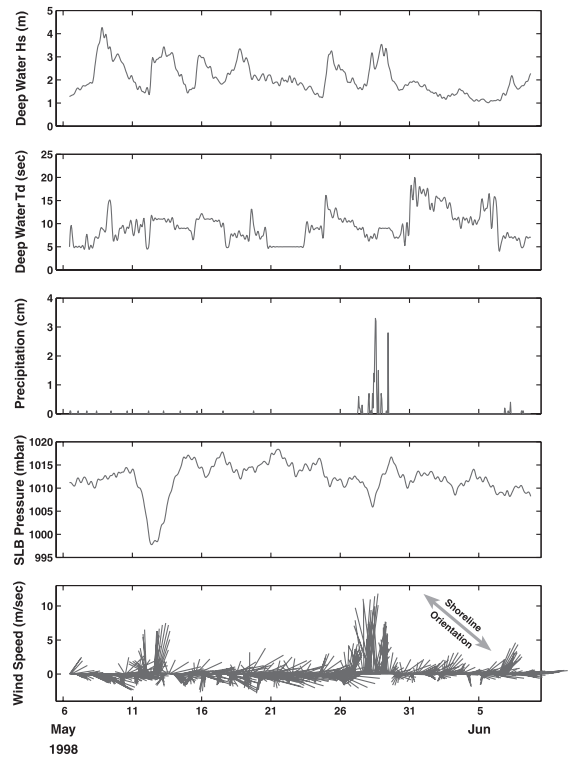 Deep Water Hs (m)
5
4
3
2
1
0
Deep Water Td (sec)
25
20
15
10
5
0
Precipitation (cm)
4
3
2
1
0
SLB Pressure (mbar)
1020
1015
1010
1000
995
Wind Speed (m/sec)
10
5
0
Shoreline
Orientation
6 11 16 21 26 31 5
May Jun
1998